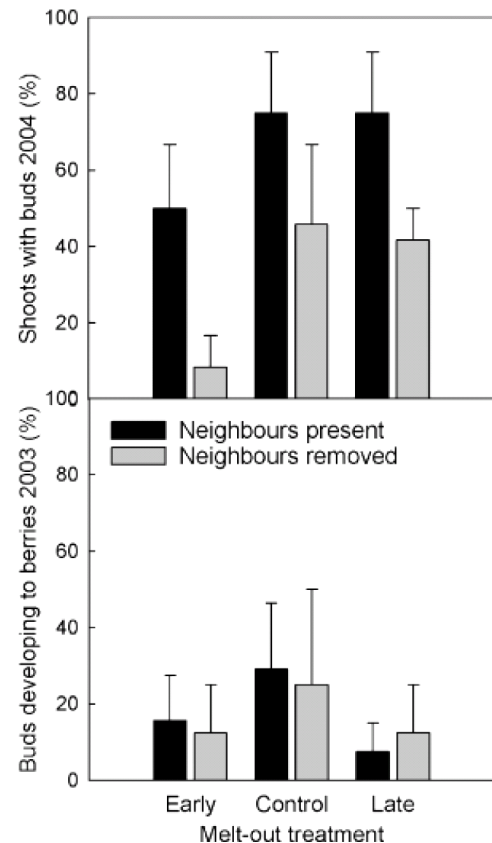 Shoots with buds 2004 (%)
100
80
60
40
20
Buds developing to berries 2003 (%)
100
80
60
40
20
0
Neighbours present
Neighbours removed
Early Control Late
Melt-out treatment